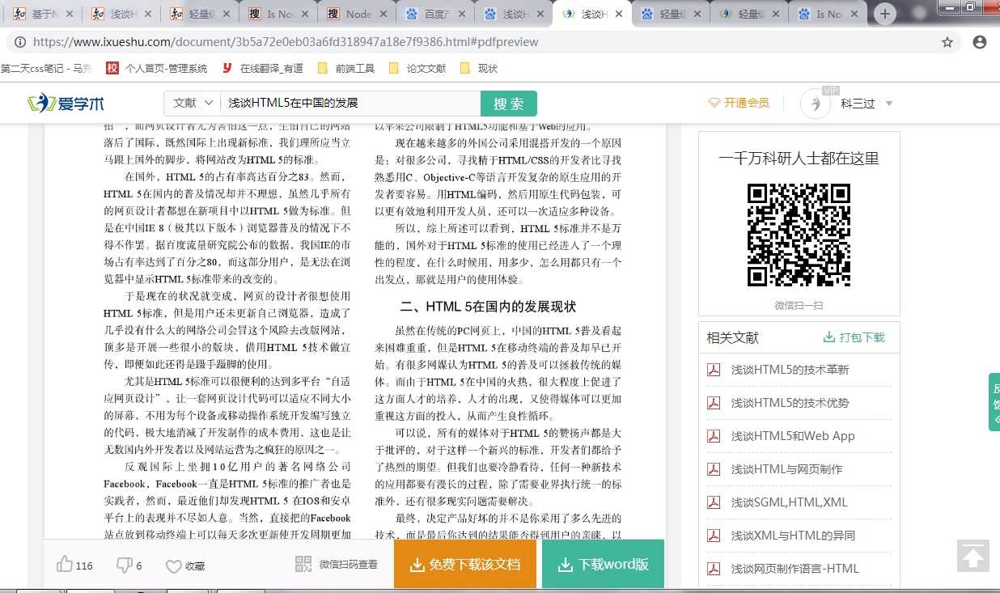 基于N
浅谈H
轻量级
Is Nod
Node
百度产
浅谈H
浅谈H
轻量级
轻量级
Is Nod
https://www.ixueshu.com/document/3b5a72e0eb03a6fd318947a18e7f9386.html#pdfpreview
第二天css笔记 - 马克
校 个人首页-管理系统
在线翻译_有道
前端工具
论文文献
现状
爱学术
文献
浅谈HTML5在中国的发展
搜 索
开通会员
VIP
科三过
拍”，而网页设计者尤为害怕这一点，生怕自己的网站
落后了国际，既然国际上出现新标准，我们理所应当立
马跟上国外的脚步，将网站改为HTML 5的标准。
在国外，HTML 5的占有率高达百分之83。然而，
HTML 5在国内的普及情况却并不理想，虽然几乎所有
的网页设计者都想在新项目中以HTML 5做为标准。但
是在中国IE 8（极其以下版本）浏览器普及的情况下不
得不作罢。据百度流量研究院公布的数据，我国IE的市
场占有率达到了百分之80，而这部分用户，是无法在浏
览器中显示HTML 5标准带来的改变的。
于是现在的状况就变成，网页的设计者很想使用
HTML 5标准，但是用户还未更新自己浏览器，造成了
几乎没有什么大的网络公司会冒这个风险去改版网站，
顶多是开展一些很小的版块，借用HTML 5技术做宣
传，即便如此还得是蹑手蹑脚的使用。
尤其是HTML 5标准可以很便利的达到多平台“自适
应网页设计”，让一套网页设计代码可以适应不同大小
的屏幕，不用为每个设备或移动操作系统开发编写独立
的代码，极大地消减了开发制作的成本费用，这也是让
无数国内外开发者以及网站运营为之疯狂的原因之一。
反观国际上坐拥10亿用户的著名网络公司
Facebook，Facebook一直是HTML 5标准的推广者也是
实践者，然而，最近他们却发现HTML 5 在IOS和安卓
平台上的表现并不尽如人意。当然，直接把的Facebook
站点放到移动终端上可以每天多次更新使开发周期更加
以苹果公司限制了HTML5功能和基于Web的应用。
现在越来越多的外国公司采用混搭开发的一个原因
是：对很多公司，寻找精于HTML/CSS的开发者比寻找
熟悉用C、Objective-C等语言开发复杂的原生应用的开
发者要容易。用HTML编码，然后用原生代码包装，可
以更有效地利用开发人员，还可以一次适应多种设备。
所以，综上所述可以看到，HTML 5标准并不是万
能的，国外对于HTML 5标准的使用已经进入了一个理
性的程度，在什么时候用，用多少，怎么用都只有一个
出发点，那就是用户的使用体验。
二、HTML 5在国内的发展现状
虽然在传统的PC网页上，中国的HTML 5普及看起
来困难重重，但是HTML 5在移动终端的普及却早已开
始。有很多网媒认为HTML 5的普及可以拯救传统的媒
体。而由于HTML 5在中国的火热，很大程度上促进了
这方面人才的培养，人才的出现，又使得媒体可以更加
重视这方面的投入，从而产生良性循环。
可以说，所有的媒体对于HTML 5的赞扬声都是大
于批评的，对于这样一个新兴的标准，开发者们都给予
了热烈的期望。但我们也要冷静看待，任何一种新技术
的应用都要有漫长的过程，除了需要业界执行统一的标
准外，还有很多现实问题需要解决。
最终，决定产品好坏的并不是你采用了多么先进的
技术，而是最后你达到的结果能否得到用户的亲睐，以
116
6
收藏
微信扫码查看
免费下载该文档
下载word版
一千万科研人士都在这里
微信扫一扫
相关文献
打包下载
浅谈HTML5的技术革新
浅谈HTML5的技术优势
浅谈HTML5和Web App
浅谈HTML与网页制作
浅谈SGML,HTML,XML
浅谈XML与HTML的异同
浅谈网页制作语言-HTML
反
馈